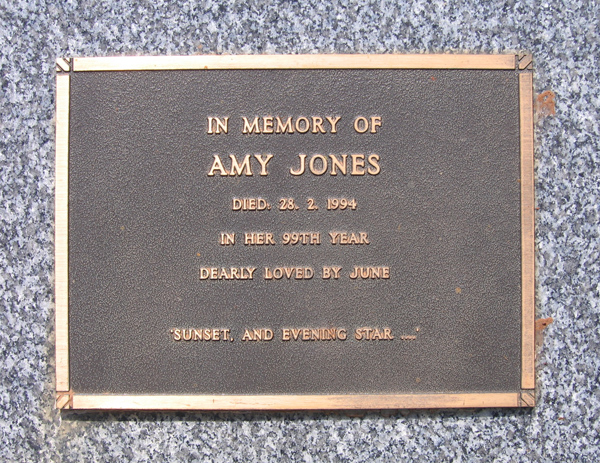 IN MEMORY OF
AMY JONES
DIED: 28. 2. 1994
IN HER 99TH YEAR
DEARLY LOVED BY JUNE
'SUNSET, AND EVENING STAR ....'